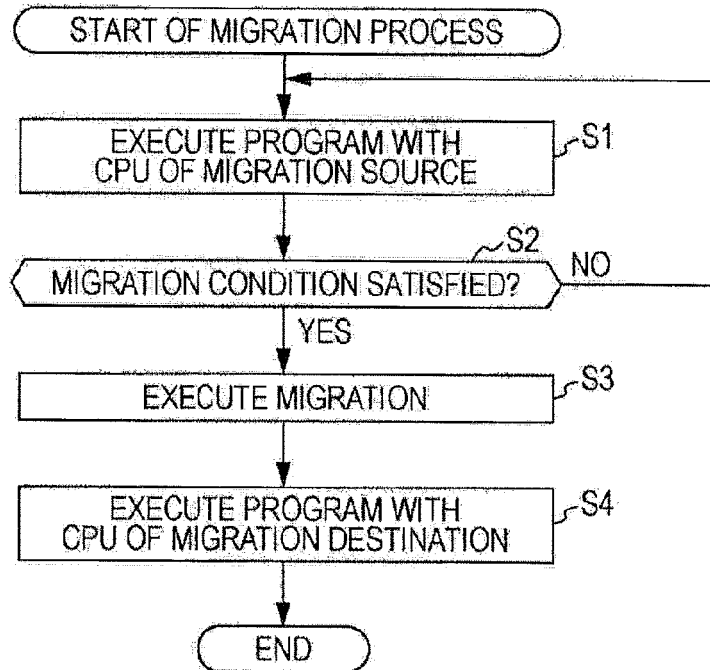 START OF MIGRATION PROCESS
EXECUTE PROGRAM WITH
CPU OF MIGRATION SOURCE
S1
S2
MIGRATION CONDITION SATISFIED?
NO
YES
EXECUTE MIGRATION
S3
EXECUTE PROGRAM WITH
CPU OF MIGRATION DESTINATION
S4
END